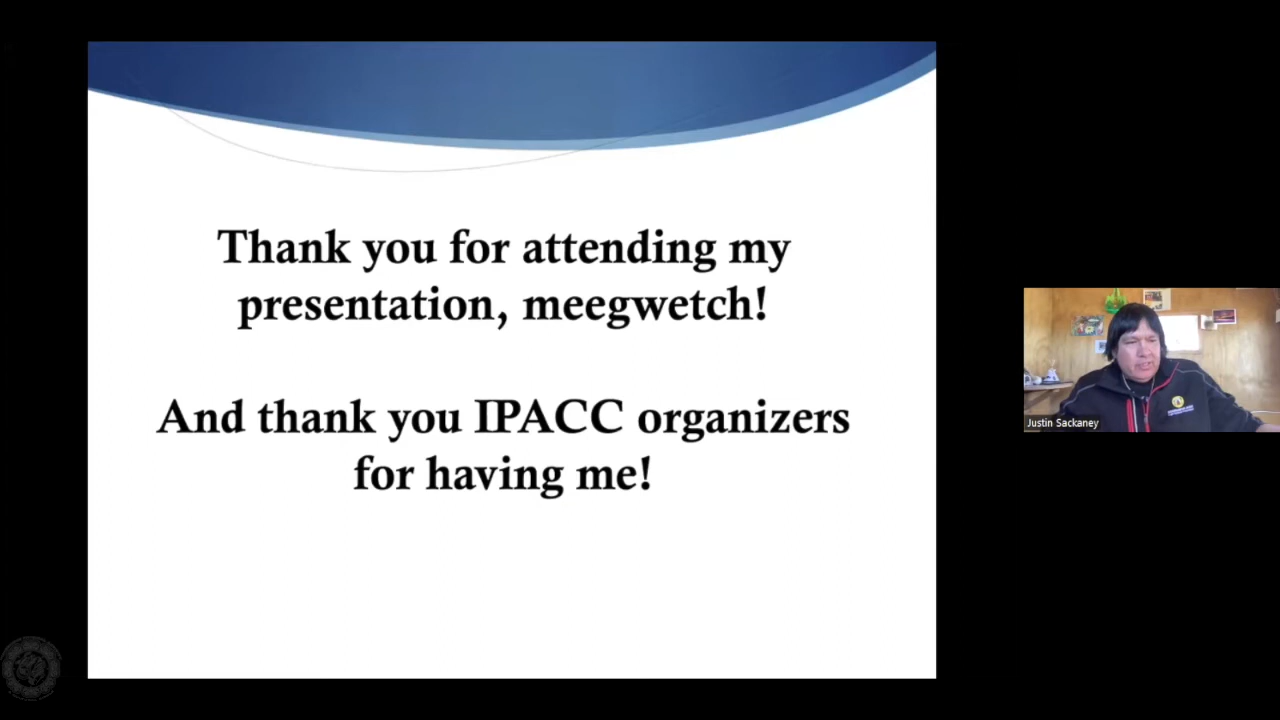 Thank you for attending my
presentation, meegwetch!
And thank you IPACC organizers
for having me!
Justin Sackaney